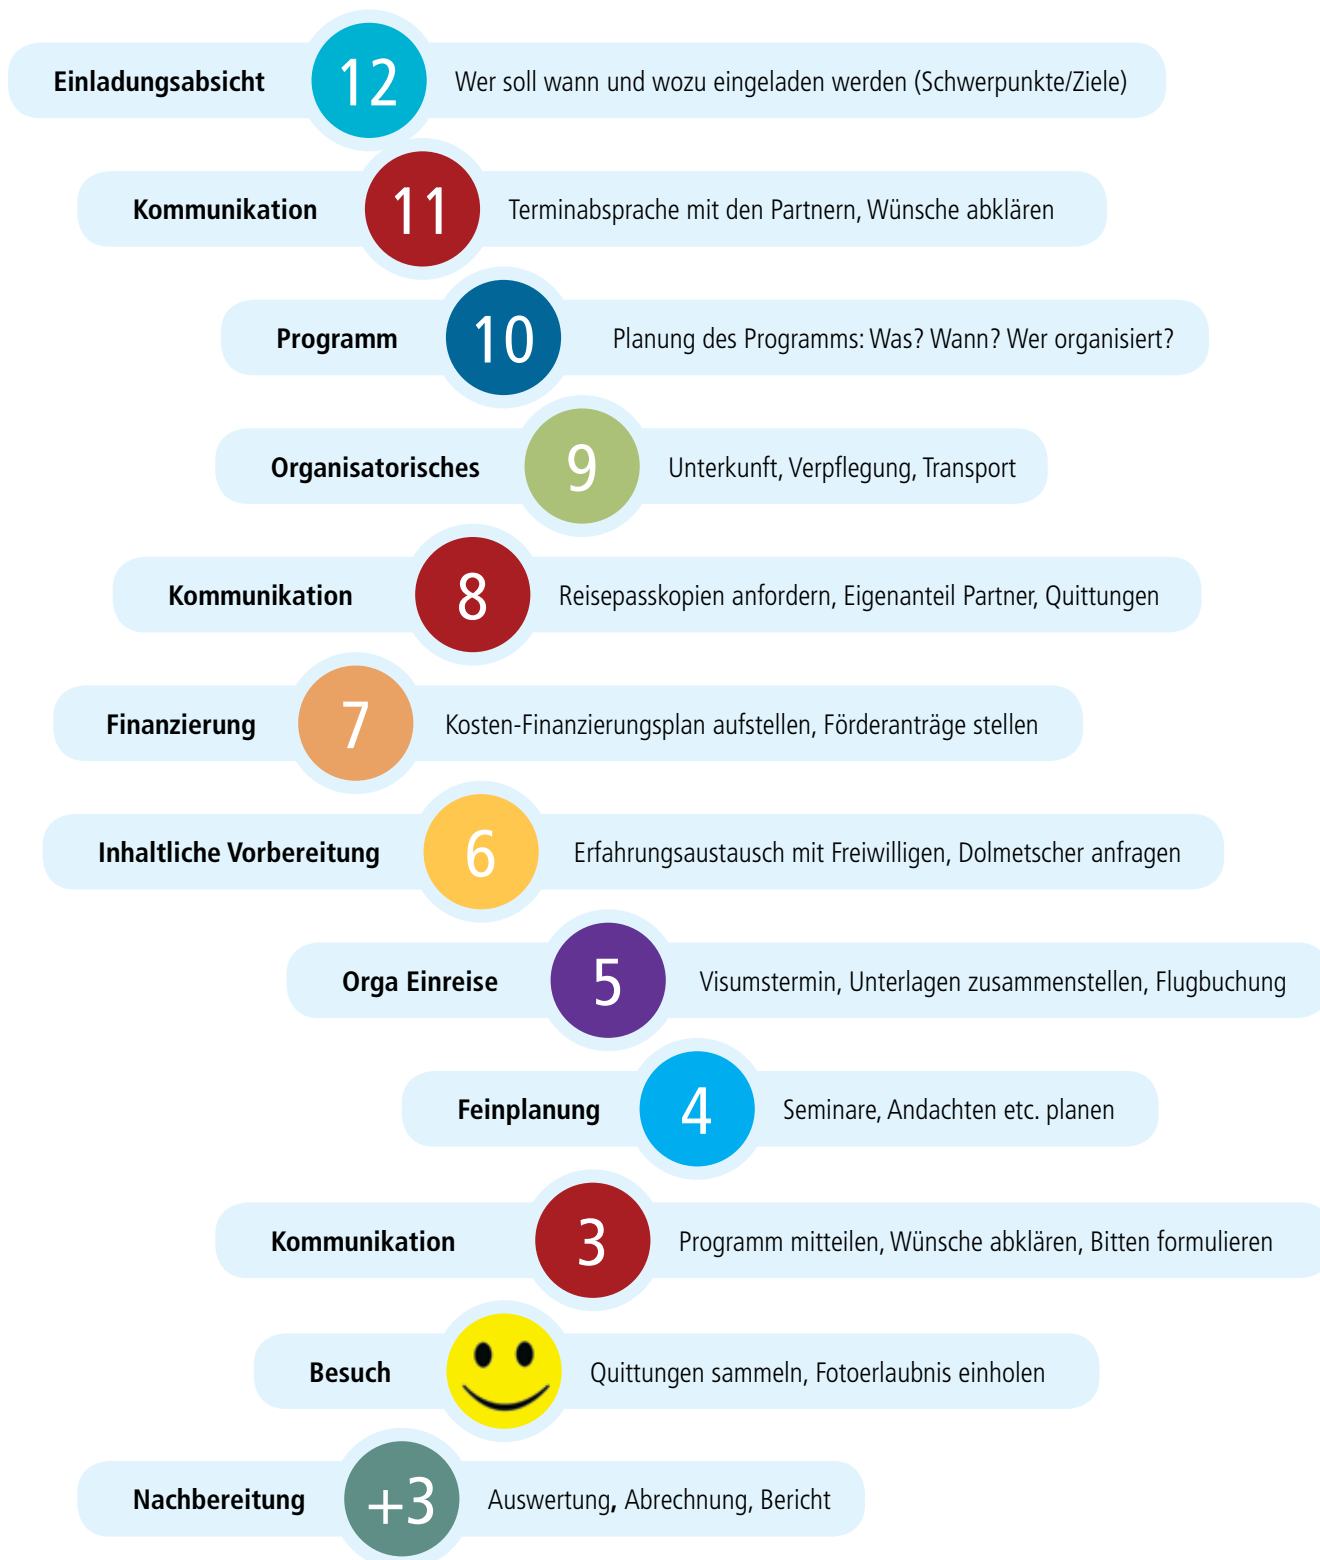 Einladungsabsicht 12 Wer soll wann und wozu eingeladen werden (Schwerpunkte/Ziele)
Kommunikation 11 Terminabsprache mit den Partnern, Wünsche abklären
Programm 10 Planung des Programms: Was? Wann? Wer organisiert?
Organisatorisches 9 Unterkunft, Verpflegung, Transport
Kommunikation 8 Reisepasskopien anfordern, Eigenanteil Partner, Quittungen
Finanzierung 7 Kosten-Finanzierungsplan aufstellen, Förderanträge stellen
Inhaltliche Vorbereitung 6 Erfahrungsaustausch mit Freiwilligen, Dolmetscher anfragen
Orga Einreise 5 Visumstermin, Unterlagen zusammenstellen, Flugbuchung
Feinplanung 4 Seminare, Andachten etc. planen
Kommunikation 3 Programm mitteilen, Wünsche abklären, Bitten formulieren
Besuch Quittungen sammeln, Fotoerlaubnis einholen
Nachbereitung +3 Auswertung, Abrechnung, Bericht